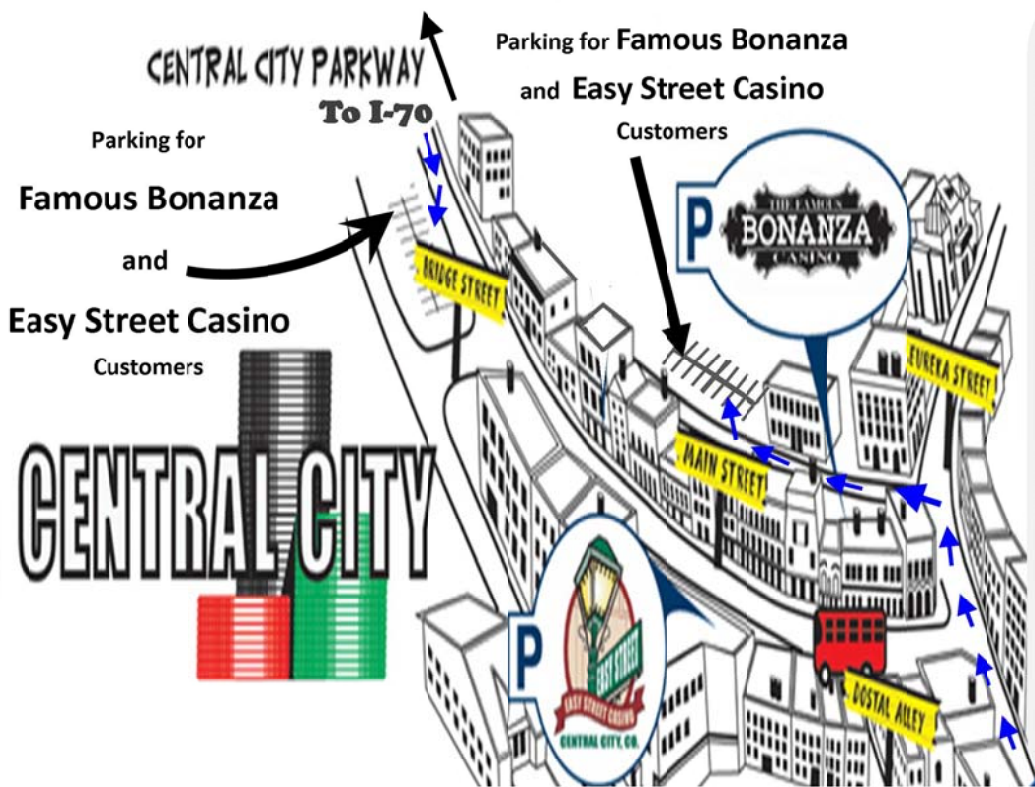 CENTRAL CITY PARKWAY
To I-70
Parking for Famous Bonanza
and Easy Street Casino
Customers
Parking for
Famous Bonanza
and
Easy Street Casino
Customers
P
THE FAMOUS
BONANZA
CASINO
BRIDGE STREET
EUREKA STREET
MAIN STREET
CENTRAL CITY
P
EASY STREET
EASY STREET CASINO
CENTRAL CITY, CO.
DOSTAL ALLEY